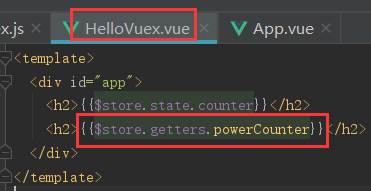 ex.js HelloVuex.vue App.vue
<template>
<div id="app">
<h2>{{$store.state.counter}}</h2>
<h2>{{$store.getters.powerCounter}}</h2>
</div>
</template>